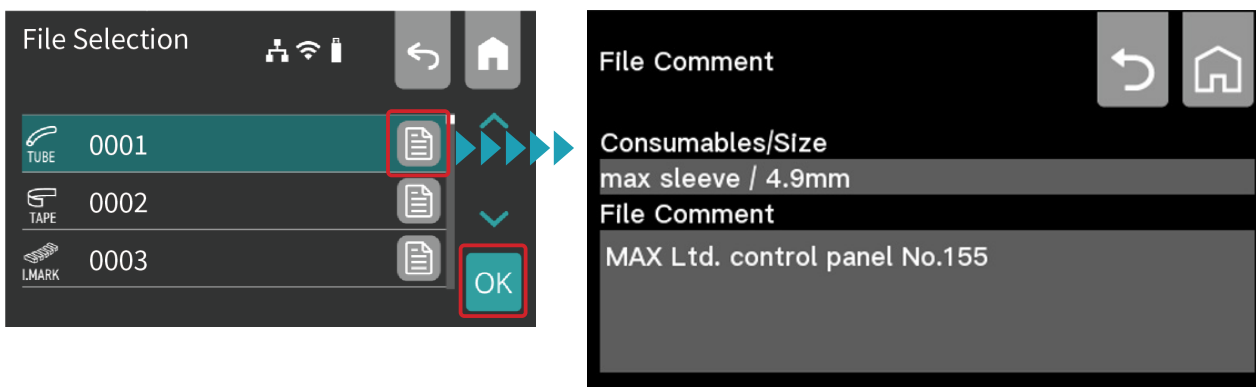 File Selection
TUBE 0001
TAPE 0002
I.MARK 0003
OK
File Comment
Consumables/Size
max sleeve / 4.9mm
File Comment
MAX Ltd. control panel No.155